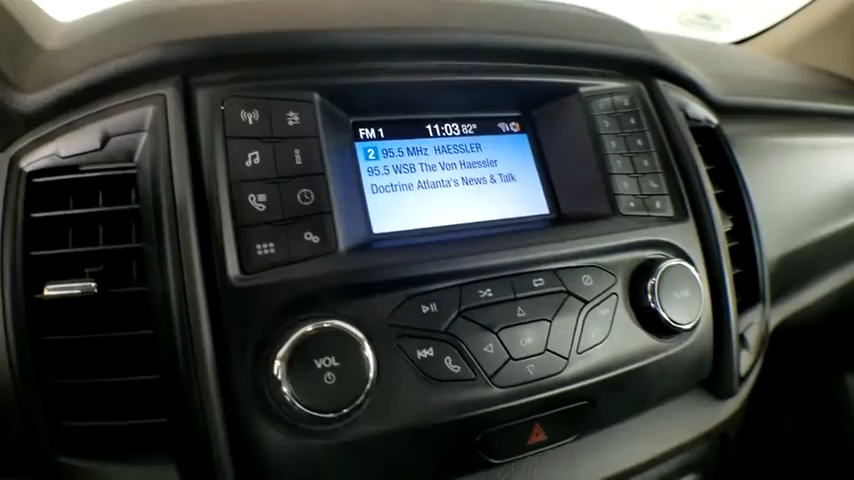 FM 1 11:03 82°
2 95.5 MHz HAESSLER
95.5 WSB The Von Haessler
Doctrine Atlanta's News & Talk
OK
VOL